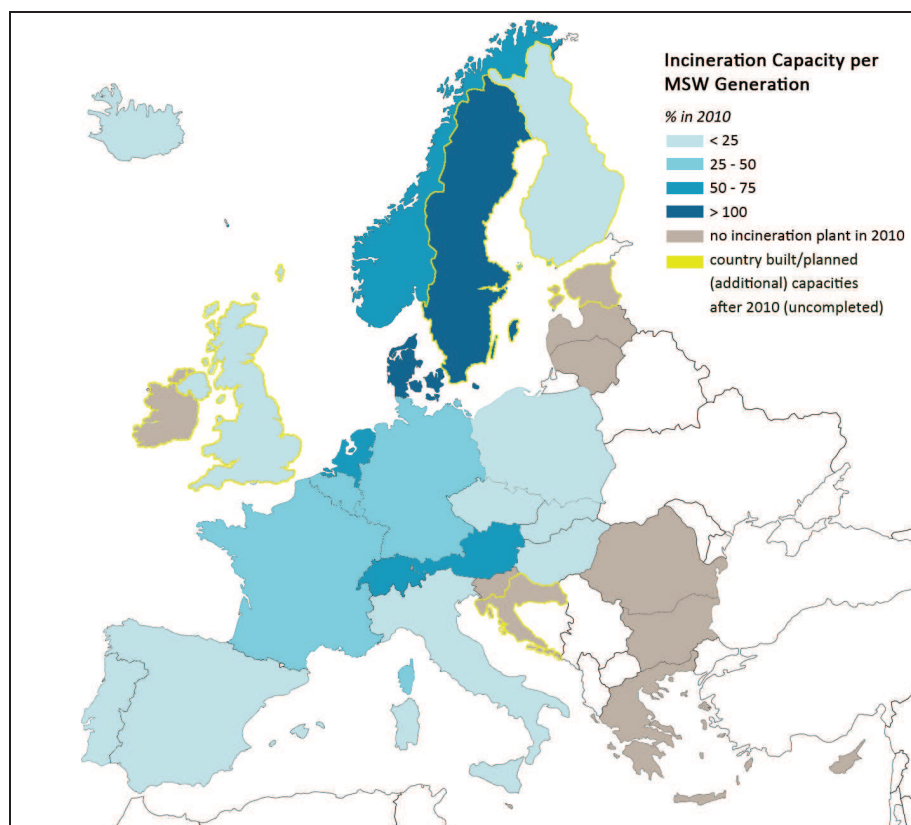 Incineration Capacity per
MSW Generation
% in 2010
< 25
25 - 50
50 - 75
> 100
no incineration plant in 2010
country built/planned
(additional) capacities
after 2010 (uncompleted)